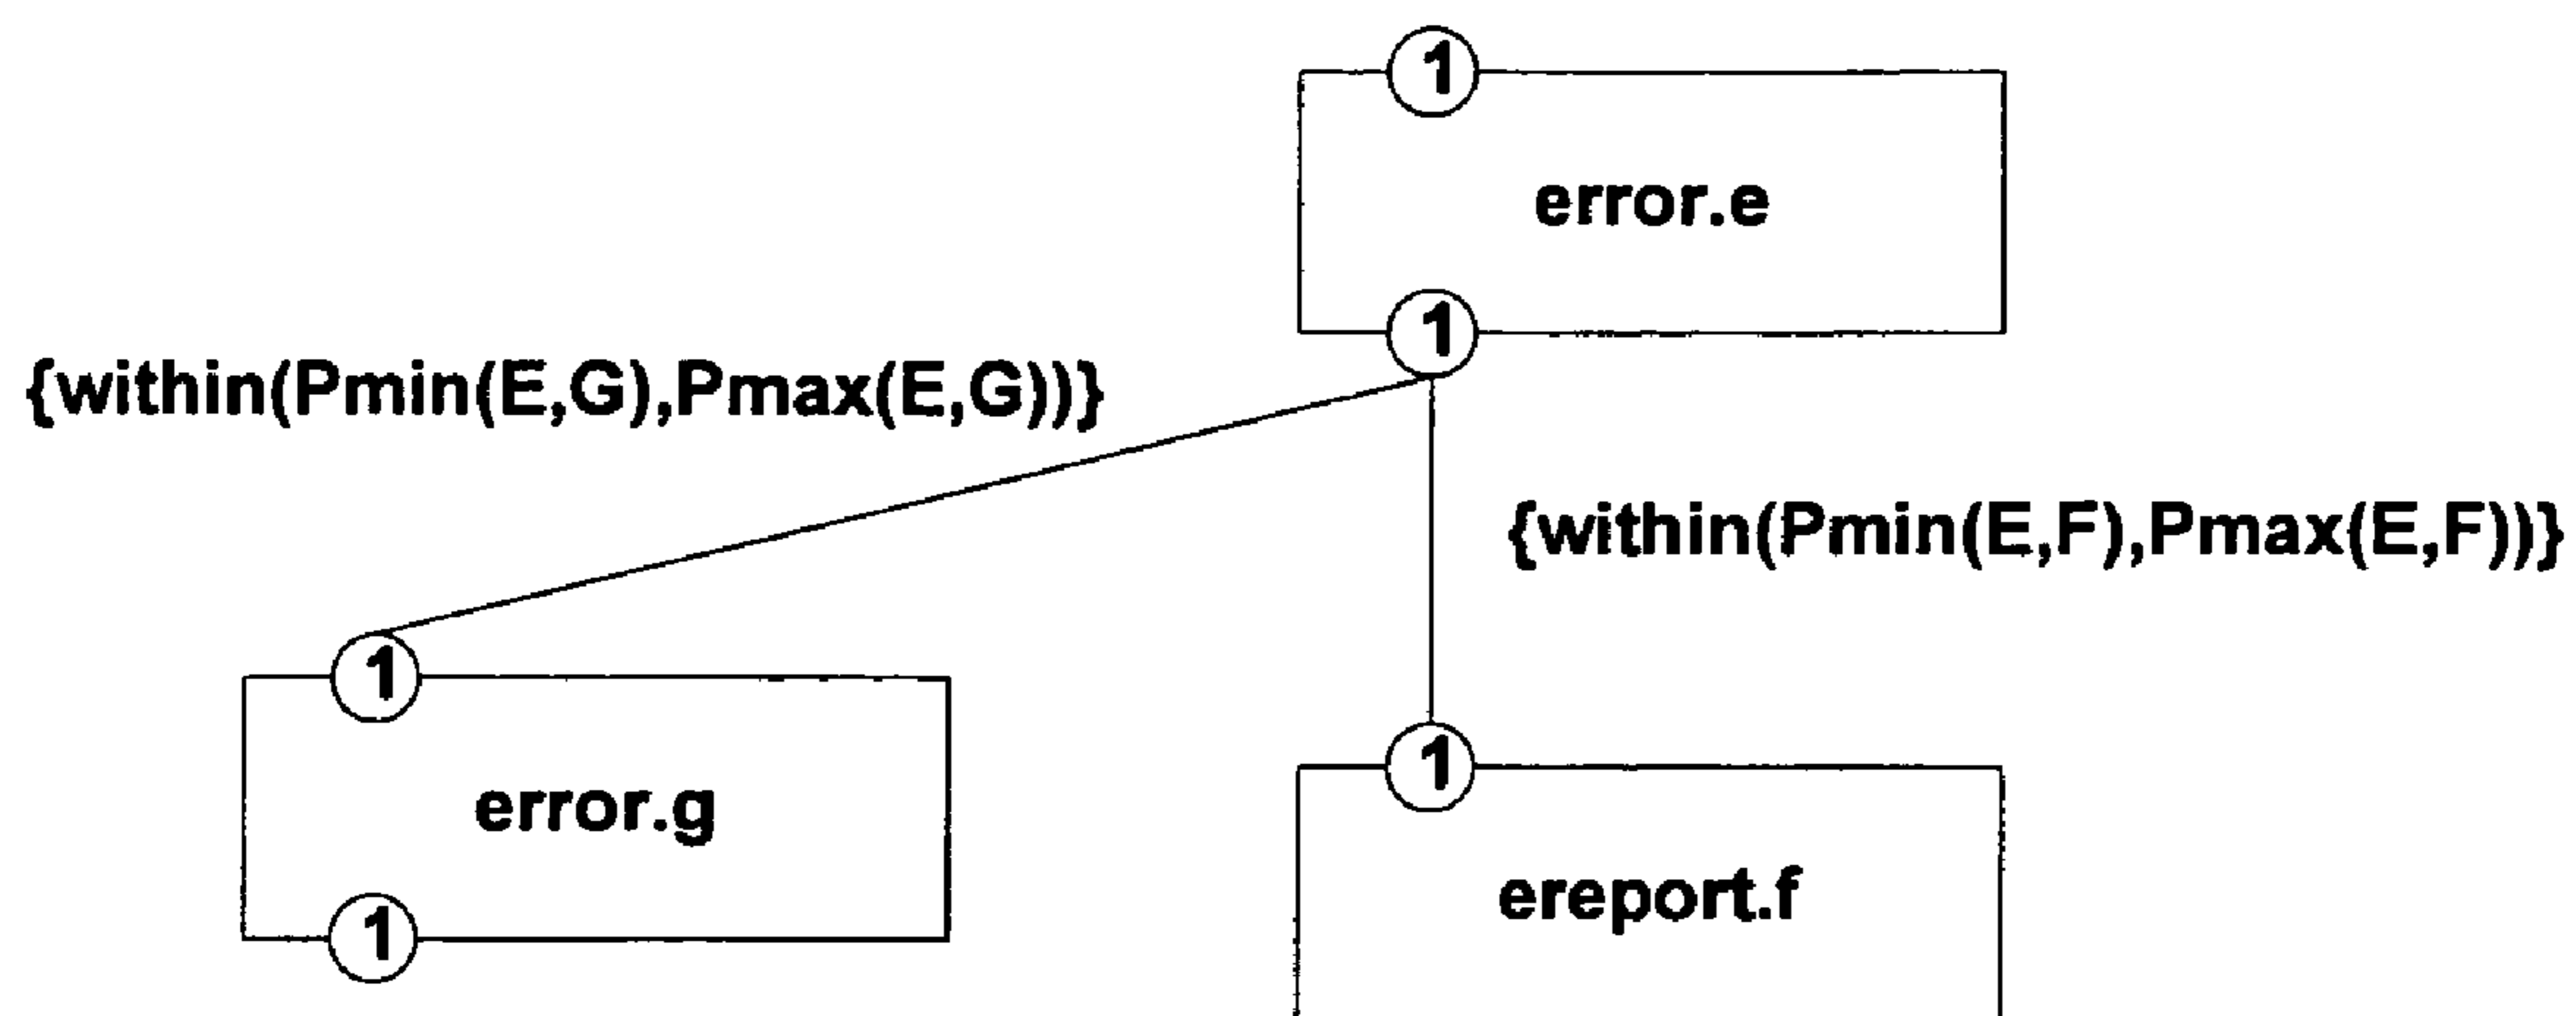 1
error.e
1
{within(Pmin(E,G),Pmax(E,G))}
{within(Pmin(E,F),Pmax(E,F))}
1
error.g
1
1
ereport.f